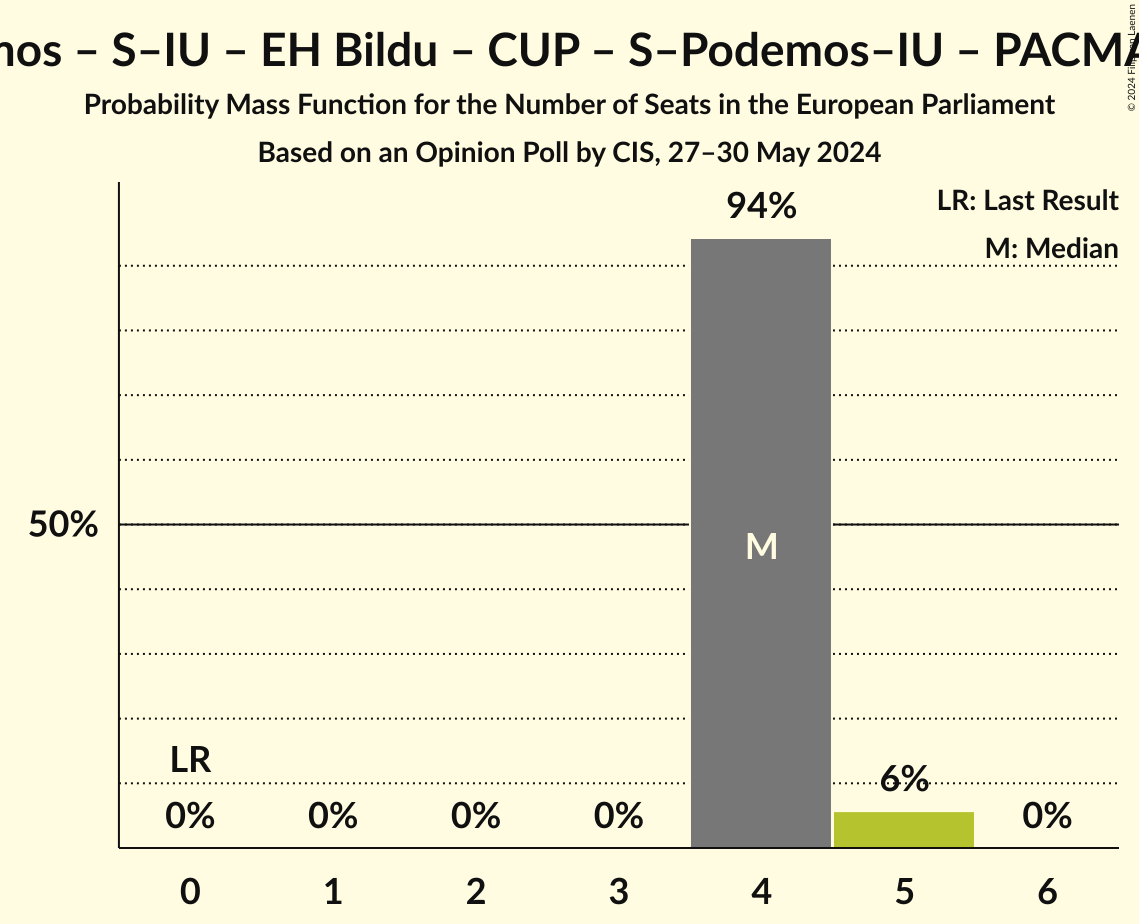 – S–IU – EH Bildu – CUP – S–Podemos–IU –
Probability Mass Function for the Number of Seats in the European Parliament
Based on an Opinion Poll by CIS, 27–30 May 2024
LR: Last Result
M: Median
94%
50%
M
LR
6%
0% 0% 0% 0% 0%
0 1 2 3 4 5 6